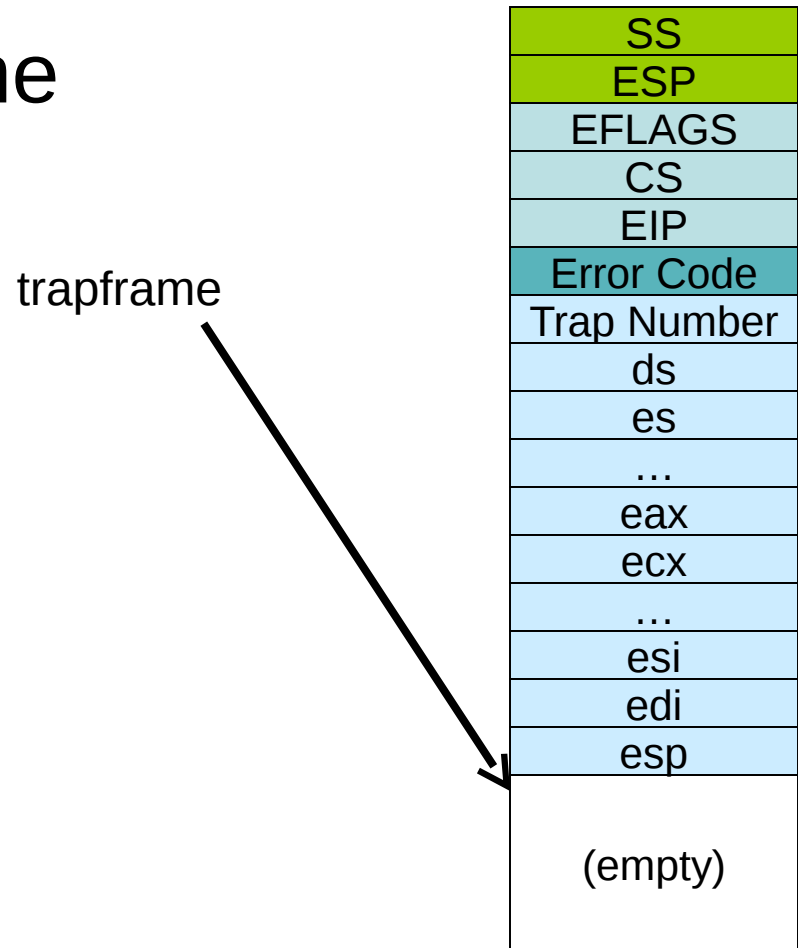 ne
SS
ESP
EFLAGS
CS
EIP
Error Code
trapframe
Trap Number
ds
es
…
eax
ecx
…
esi
edi
esp
(empty)